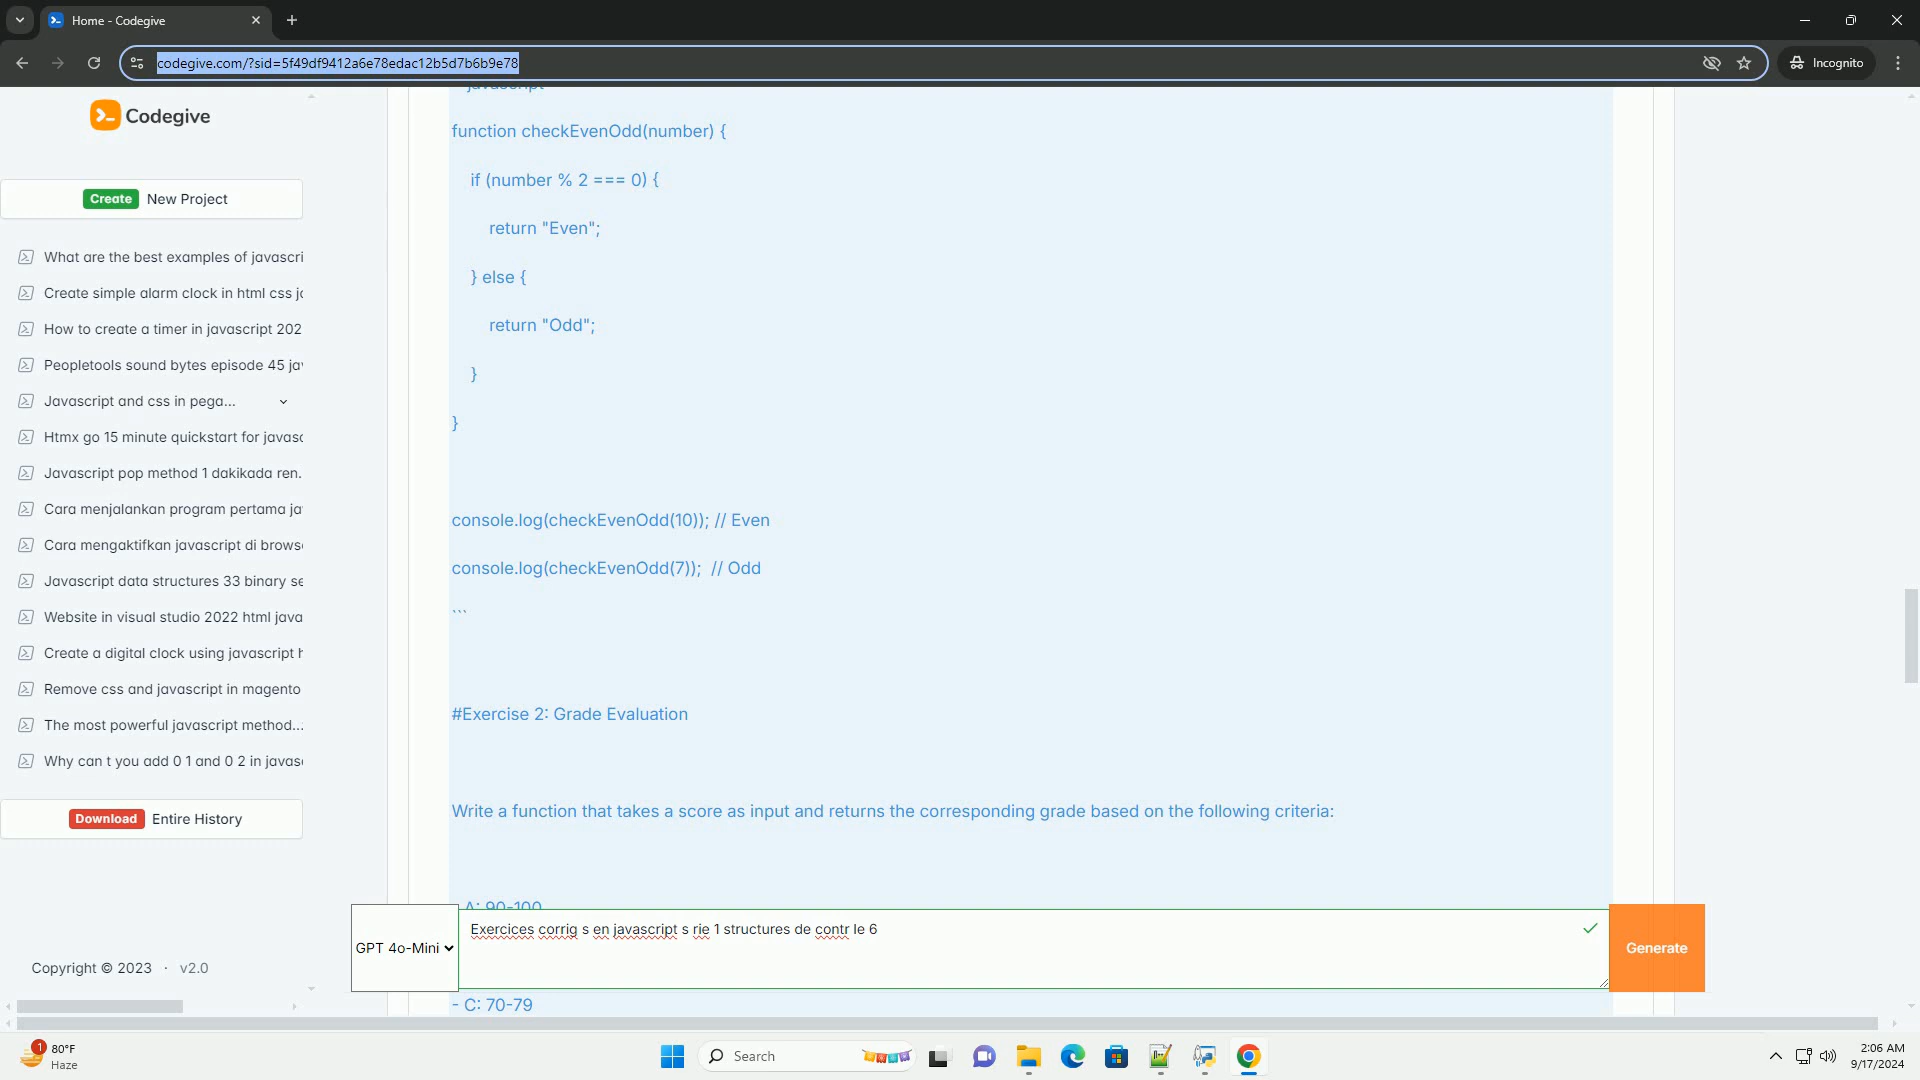 Home - Codegive
codegive.com/?sid=5f49df9412a6e78edac12b5d7b6b9e78
Incognito
Codegive
Create New Project
What are the best examples of javascri
Create simple alarm clock in html css jc
How to create a timer in javascript 202
Peopletools sound bytes episode 45 jav
Javascript and css in pega...
Htmx go 15 minute quickstart for javasc
Javascript pop method 1 dakikada ren.
Cara menjalankan program pertama ja
Cara mengaktifkan javascript di brows
Javascript data structures 33 binary se
Website in visual studio 2022 html java
Create a digital clock using javascript h
Remove css and javascript in magento
The most powerful javascript method...
Why can t you add 0 1 and 0 2 in javas
Download Entire History
Copyright © 2023 · v2.0
javascript
function checkEvenOdd(number) {
if (number % 2 === 0) {
return "Even";
} else {
return "Odd";
}
}
console.log(checkEvenOdd(10)); // Even
console.log(checkEvenOdd(7)); // Odd
```
#Exercise 2: Grade Evaluation
Write a function that takes a score as input and returns the corresponding grade based on the following criteria:
- A: 90-100
GPT 4o-Mini
Exercices corrig s en javascript s rie 1 structures de contr le 6
Generate
- C: 70-79
1
80°F
Haze
Search
2:06 AM
9/17/2024